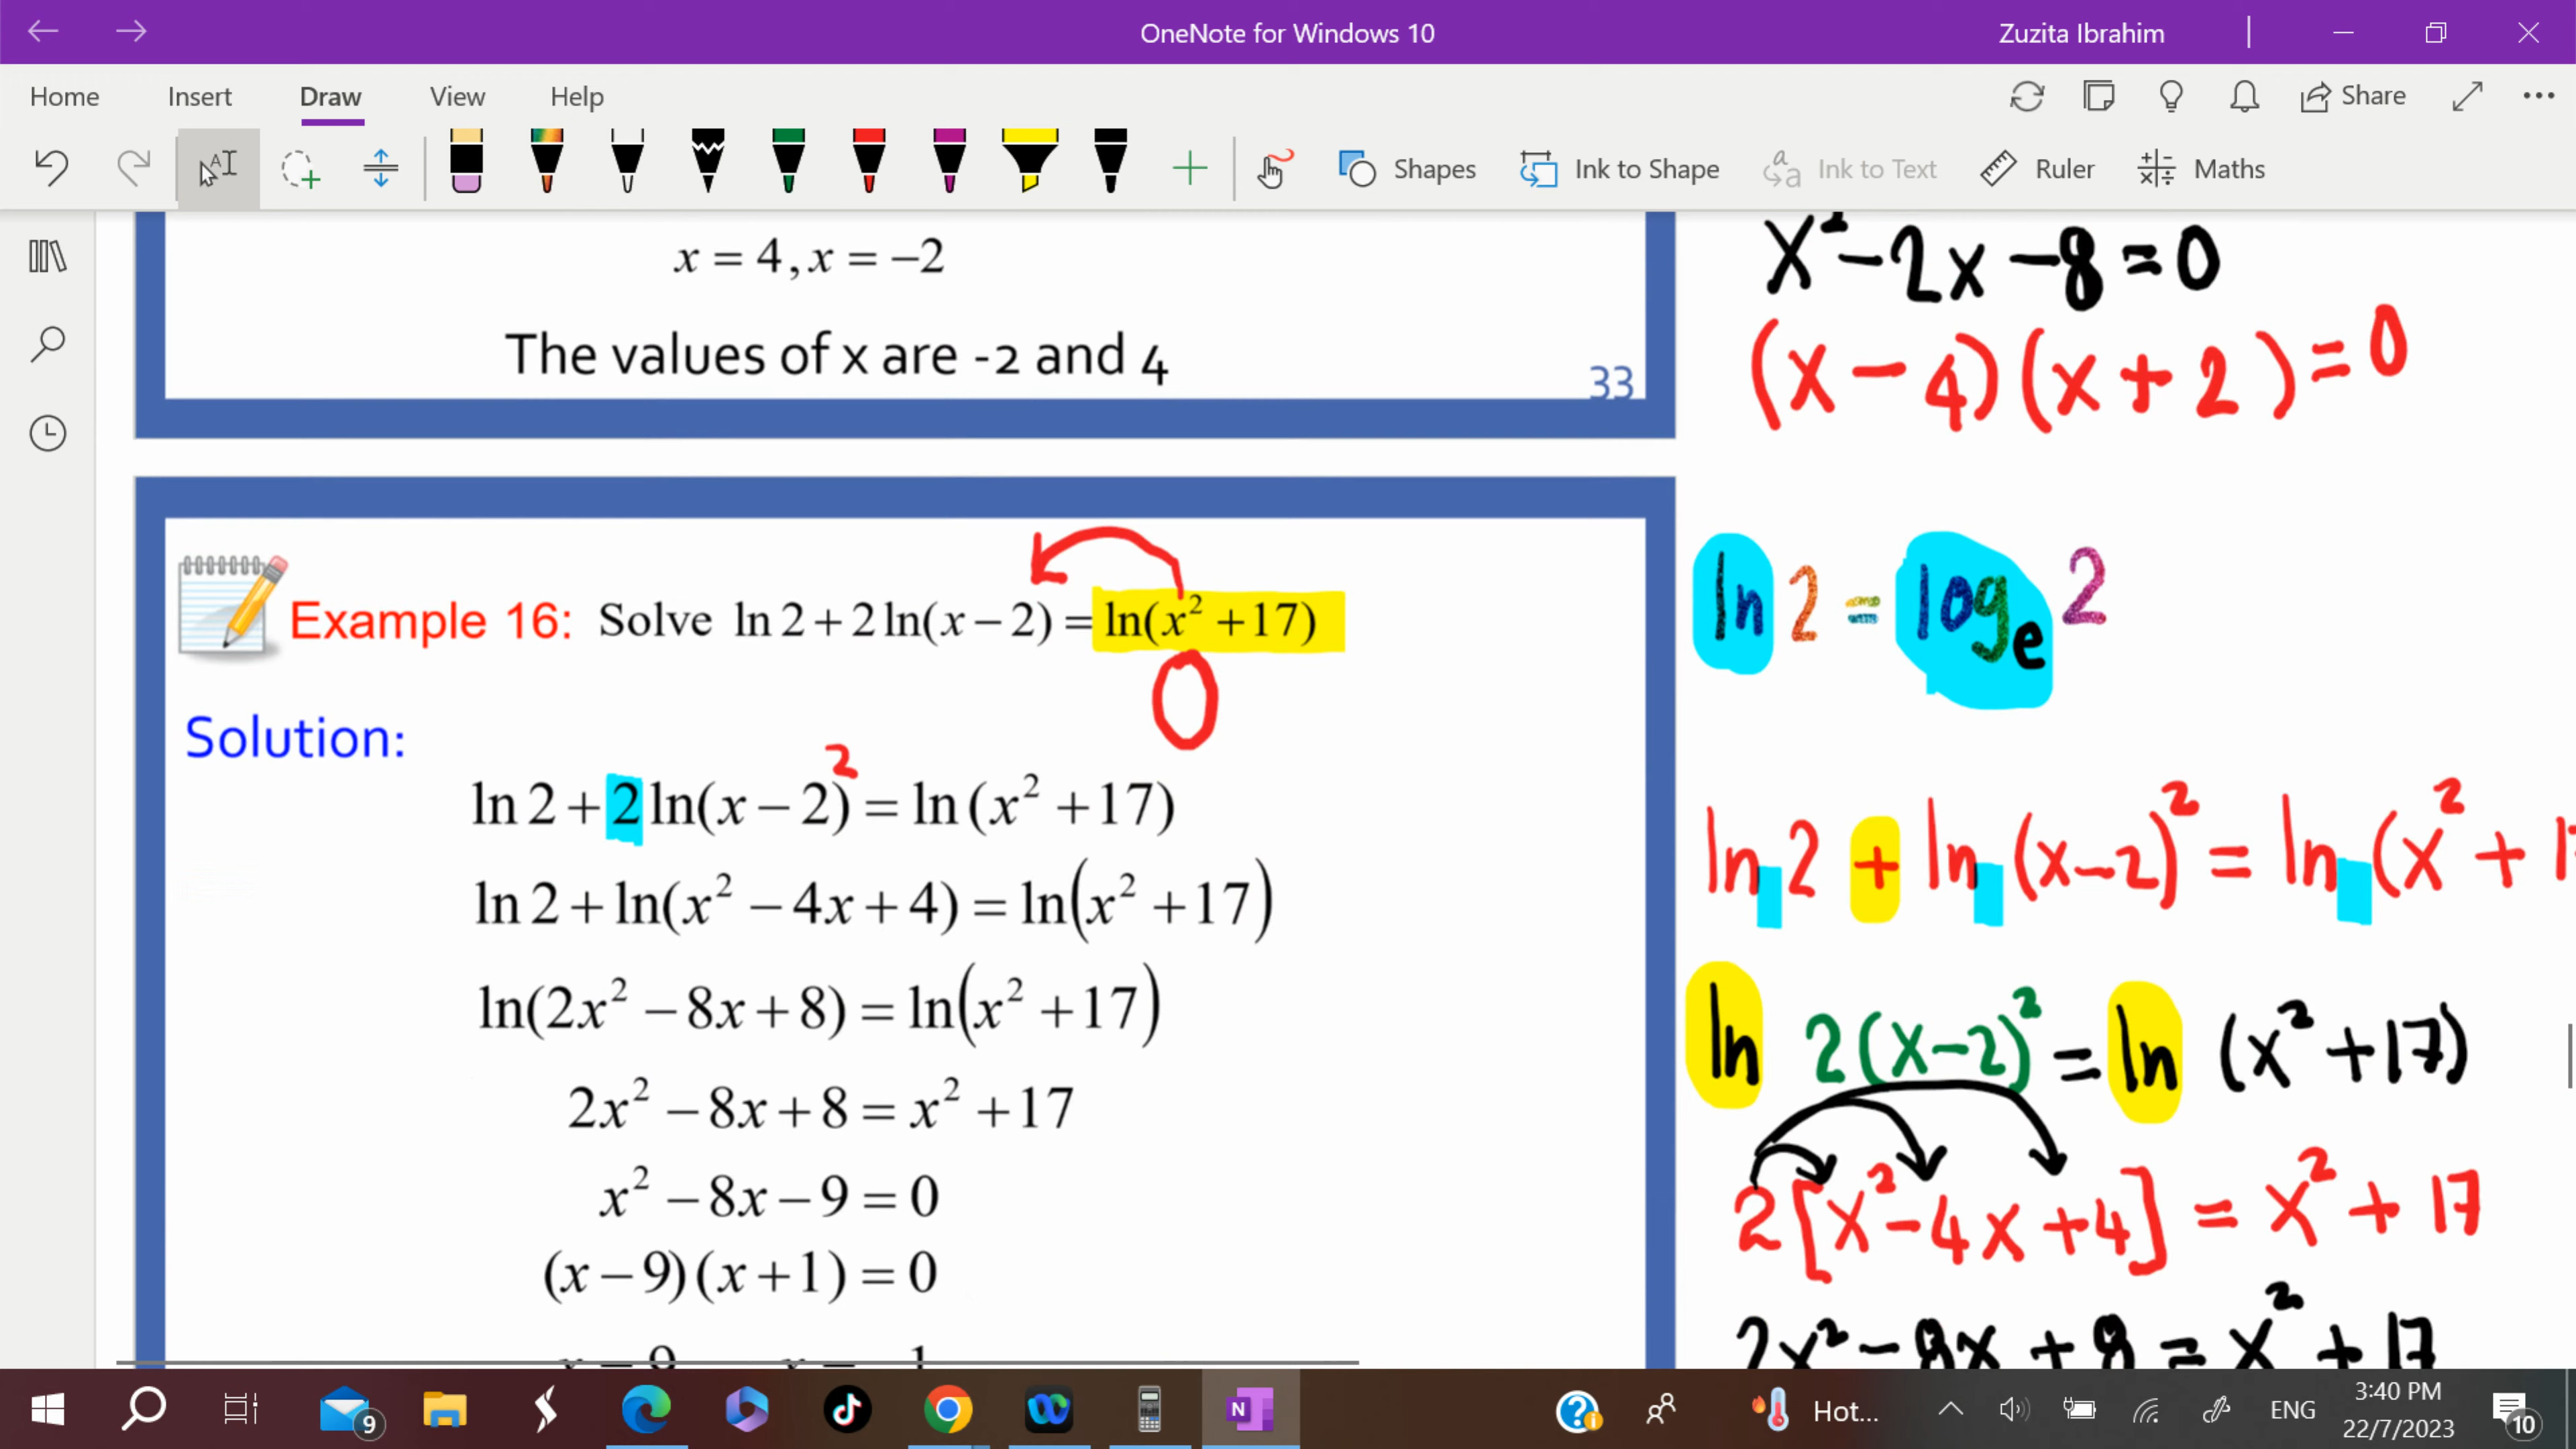 OneNote for Windows 10
Zuzita Ibrahim
Home Insert Draw View Help
Share
Shapes Ink to Shape Ink to Text Ruler Maths
x = 4, x = −2
The values of x are -2 and 4
33
x² − 2x − 8 = 0
(x − 4)(x + 2) = 0
Example 16: Solve ln 2 + 2 ln(x − 2) = ln(x² + 17)
0
ln 2 = logₑ 2
Solution:
ln 2 + 2 ln(x − 2)² = ln (x² + 17)
ln 2 + ln(x² − 4x + 4) = ln(x² + 17)
ln(2x² − 8x + 8) = ln(x² + 17)
2x² − 8x + 8 = x² + 17
x² − 8x − 9 = 0
(x − 9)(x + 1) = 0
ln 2 + ln (x−2)² = ln (x² + 1
ln 2(x−2)² = ln (x² + 17)
2[x² − 4x + 4] = x² + 17
2x² − 8x + 8 = x² + 17
9
Hot...
ENG
3:40 PM
22/7/2023
10